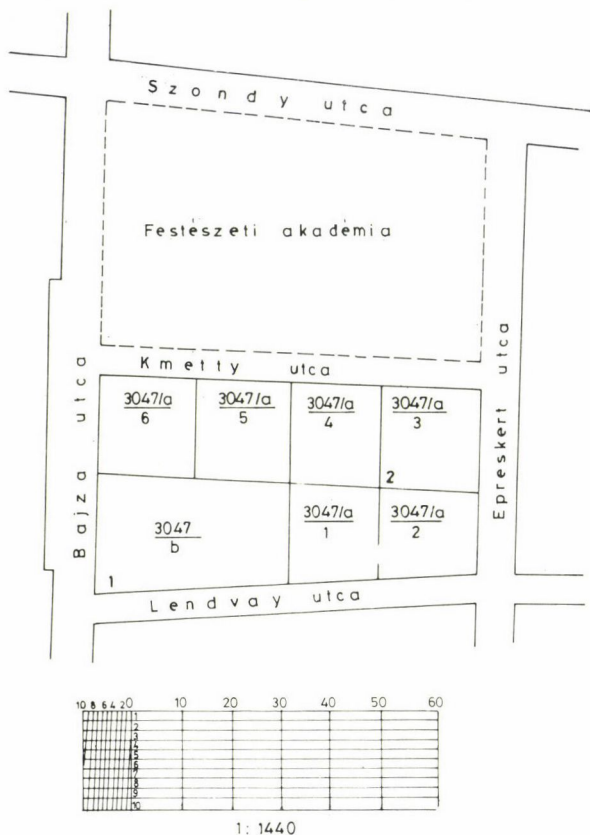 Szondy utca
Festészeti akadémia
Kmetty utca
Bajza utca
Epreskert utca
3047/a
6
3047/a
5
3047/a
4
3047/a
3
2
3047
b
3047/a
1
3047/a
2
1
Lendvay utca
10 8 6 4 2 0 10 20 30 40 50 60
1
2
3
4
5
6
7
8
9
10
1: 1440